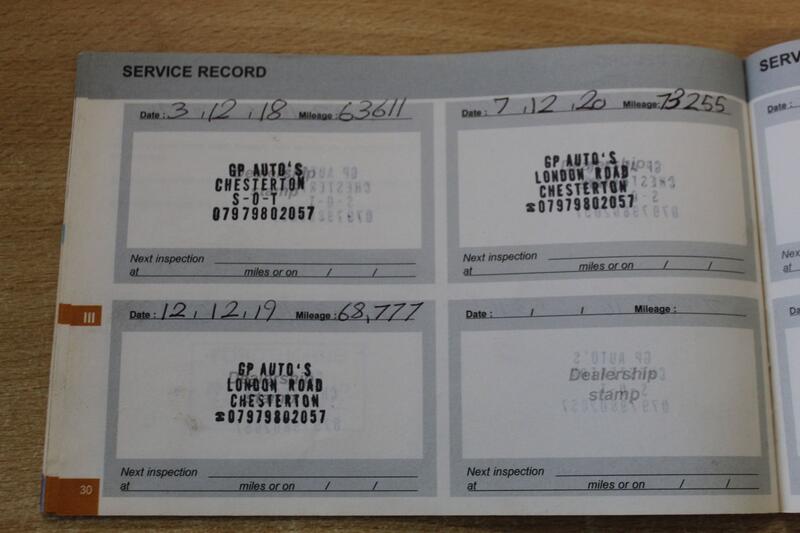 SERVICE RECORD
SERV
Date : 3 , 12 , 18 Mileage : 63611
GP AUTO'S
CHESTERTON
S-O-T
07979802057
Next inspection
at miles or on / /
Date : 7 , 12 , 20 Mileage: 73255
Dealership
GP AUTO'S
LONDON ROAD
CHESTERTON
☎07979802057
Next inspection
at miles or on / /
III
Date : 12 , 12 , 19 Mileage : 68,777
GP AUTO'S
LONDON ROAD
CHESTERTON
☎07979802057
Next inspection
at miles or on / /
Date : / / Mileage :
Dealership
stamp
Next inspection
at miles or on / /
30